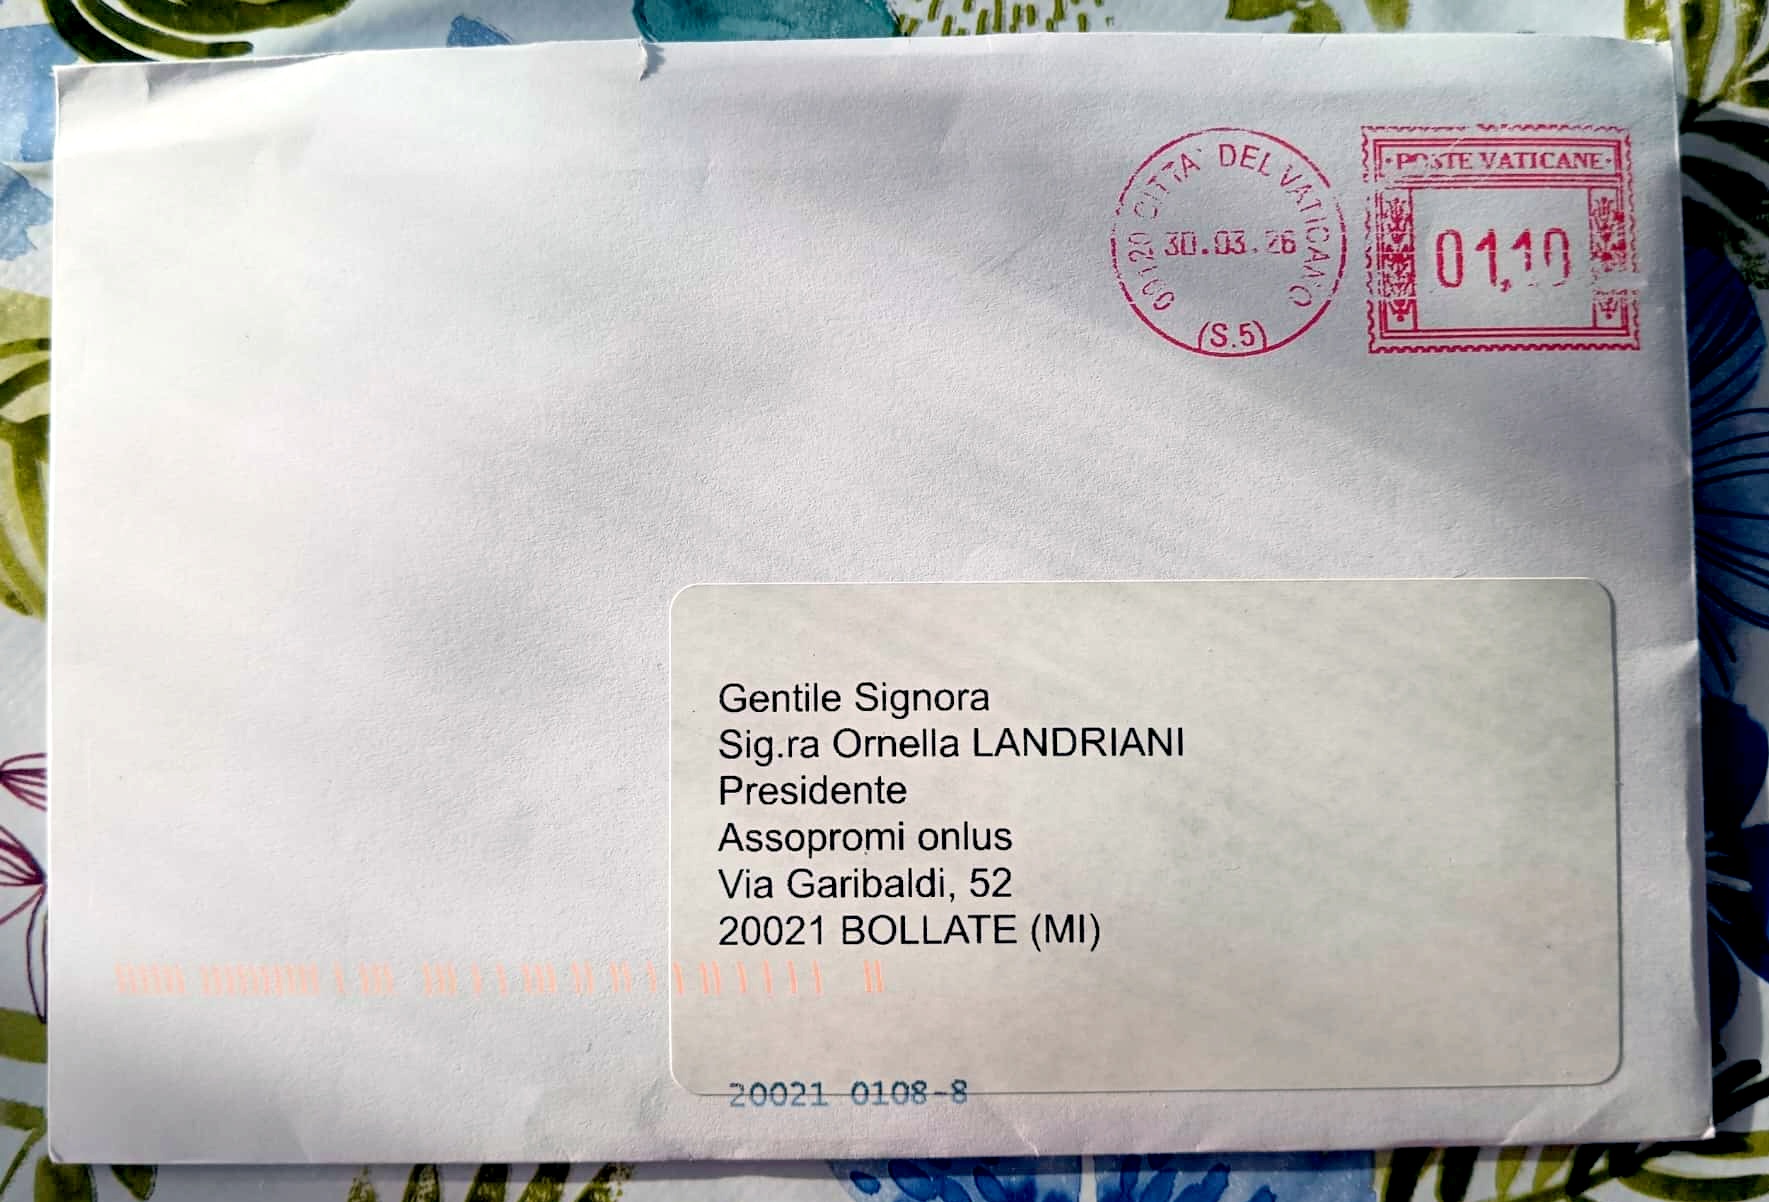 00120 CITTA' DEL VATICANO
30.03.26
(S.5)
·POSTE VATICANE·
01,10
Gentile Signora
Sig.ra Ornella LANDRIANI
Presidente
Assopromi onlus
Via Garibaldi, 52
20021 BOLLATE (MI)
20021 0108-8